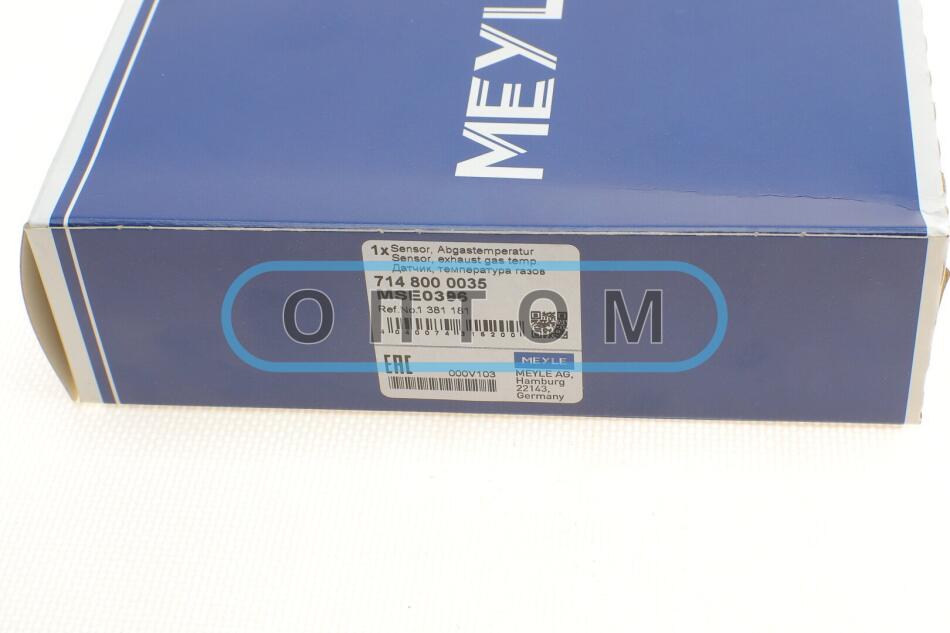 MEYLE
1x Sensor, Abgastemperatur
Sensor, exhaust gas temp.
Датчик, температура газов
714 800 0035
MSE0396
Ref.No.1 381 181
EAC
000V103
MEYLE
MEYLE AG,
Hamburg
22143,
Germany
ОПТОМ